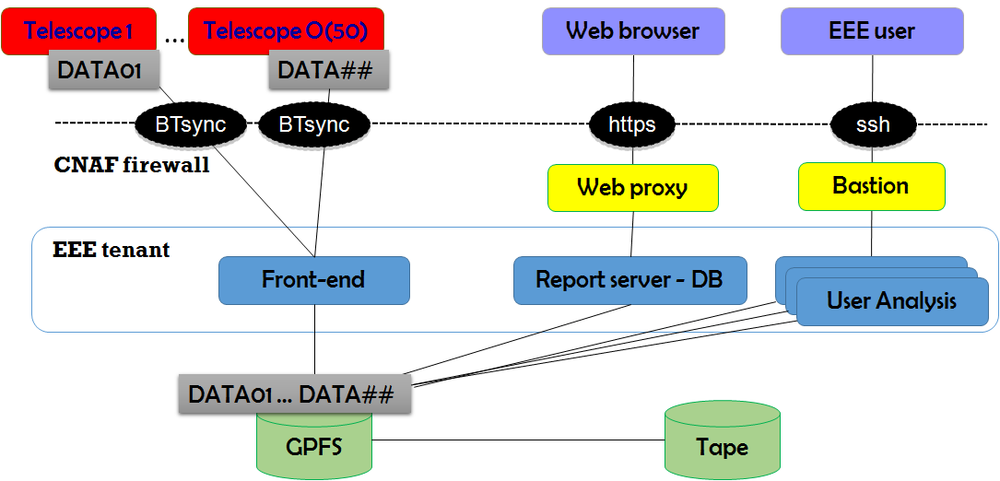 Telescope 1
...
Telescope O(50)
Web browser
EEE user
DATA01
DATA##
BTsync
BTsync
https
ssh
CNAF firewall
Web proxy
Bastion
EEE tenant
Front-end
Report server - DB
User Analysis
DATA01 ... DATA##
GPFS
Tape